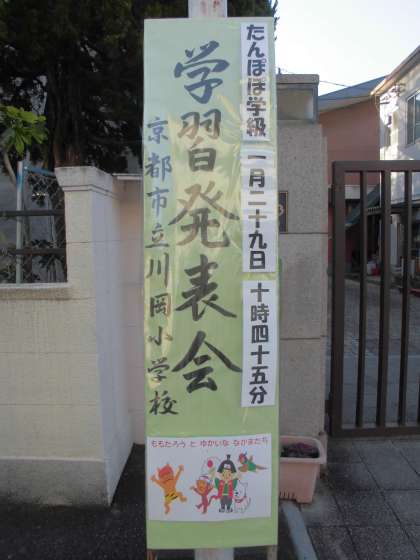 たんぽぽ学級 一月二十九日 十時四十五分
学習発表会
京都市立川岡小学校
ももたろう と ゆかいな なかまたち